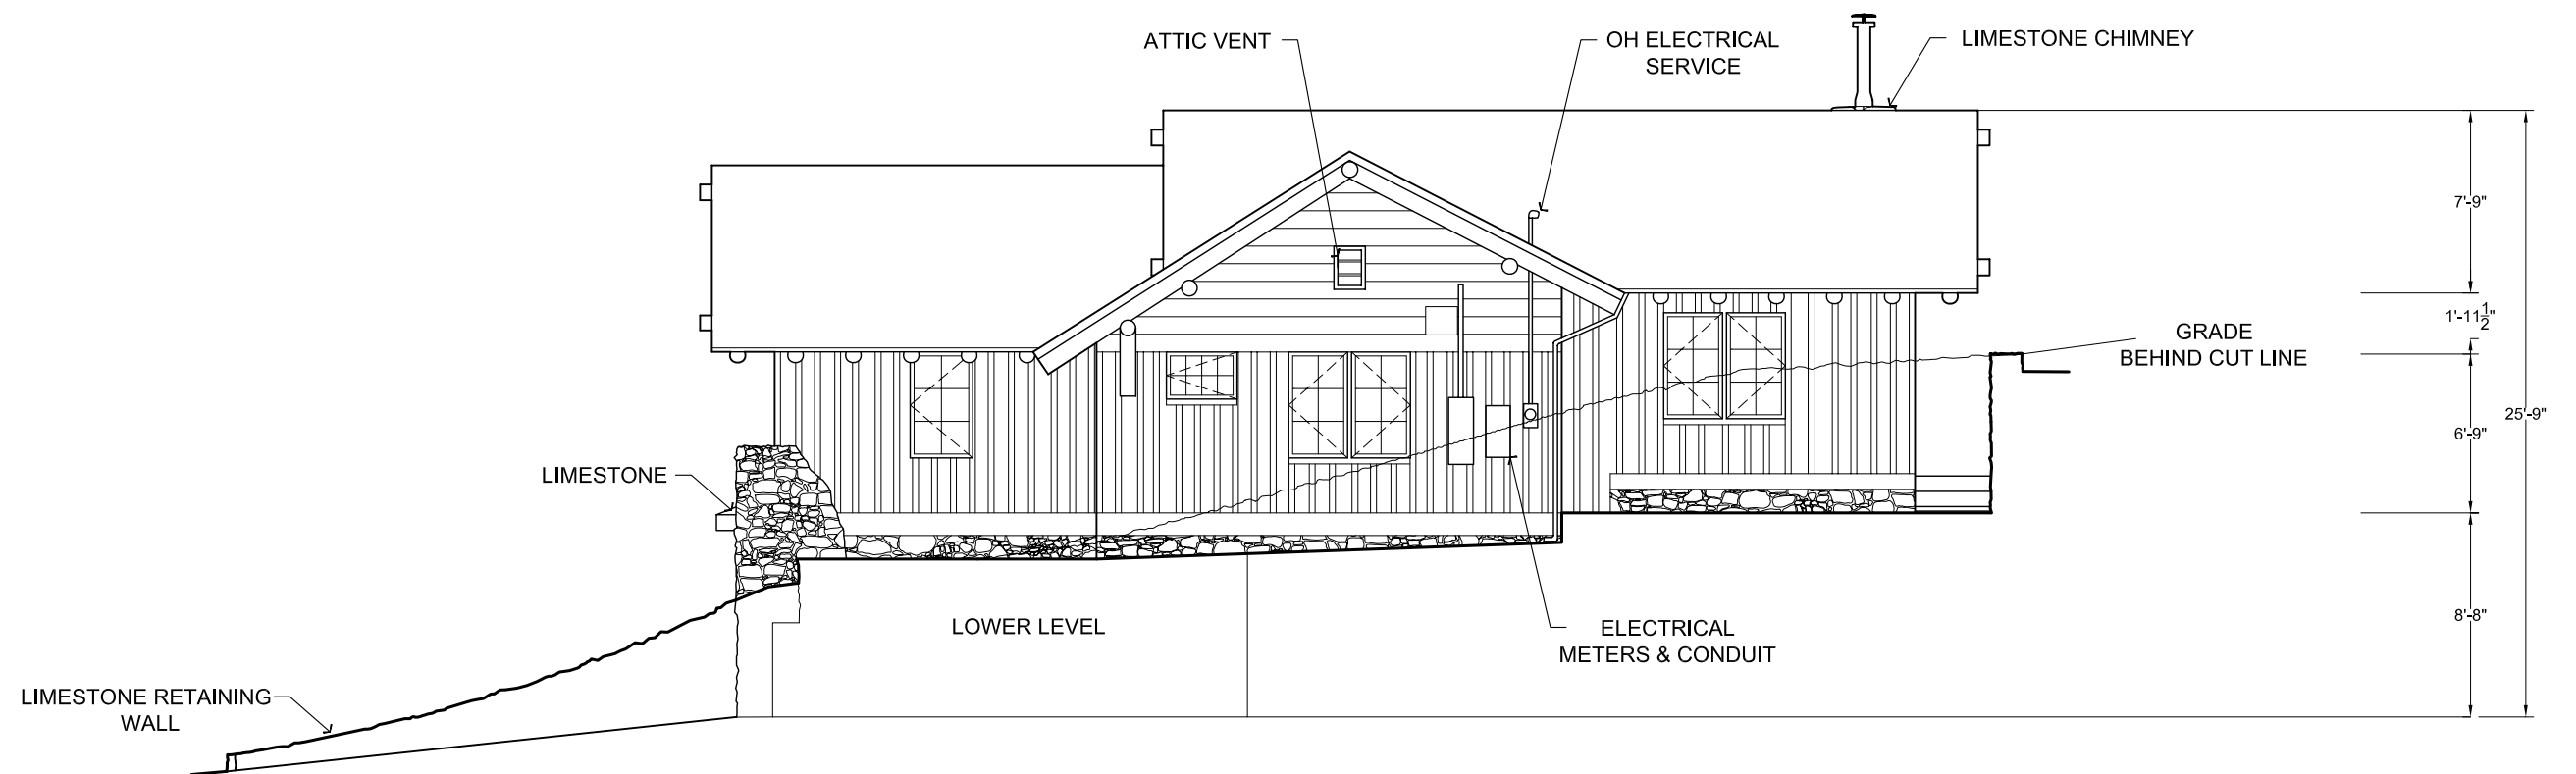 ATTIC VENT
OH ELECTRICAL
SERVICE
LIMESTONE CHIMNEY
7'-9"
1'-11 1/2"
GRADE
BEHIND CUT LINE
25'-9"
6'-9"
LIMESTONE
8'-8"
LOWER LEVEL
ELECTRICAL
METERS & CONDUIT
LIMESTONE RETAINING
WALL